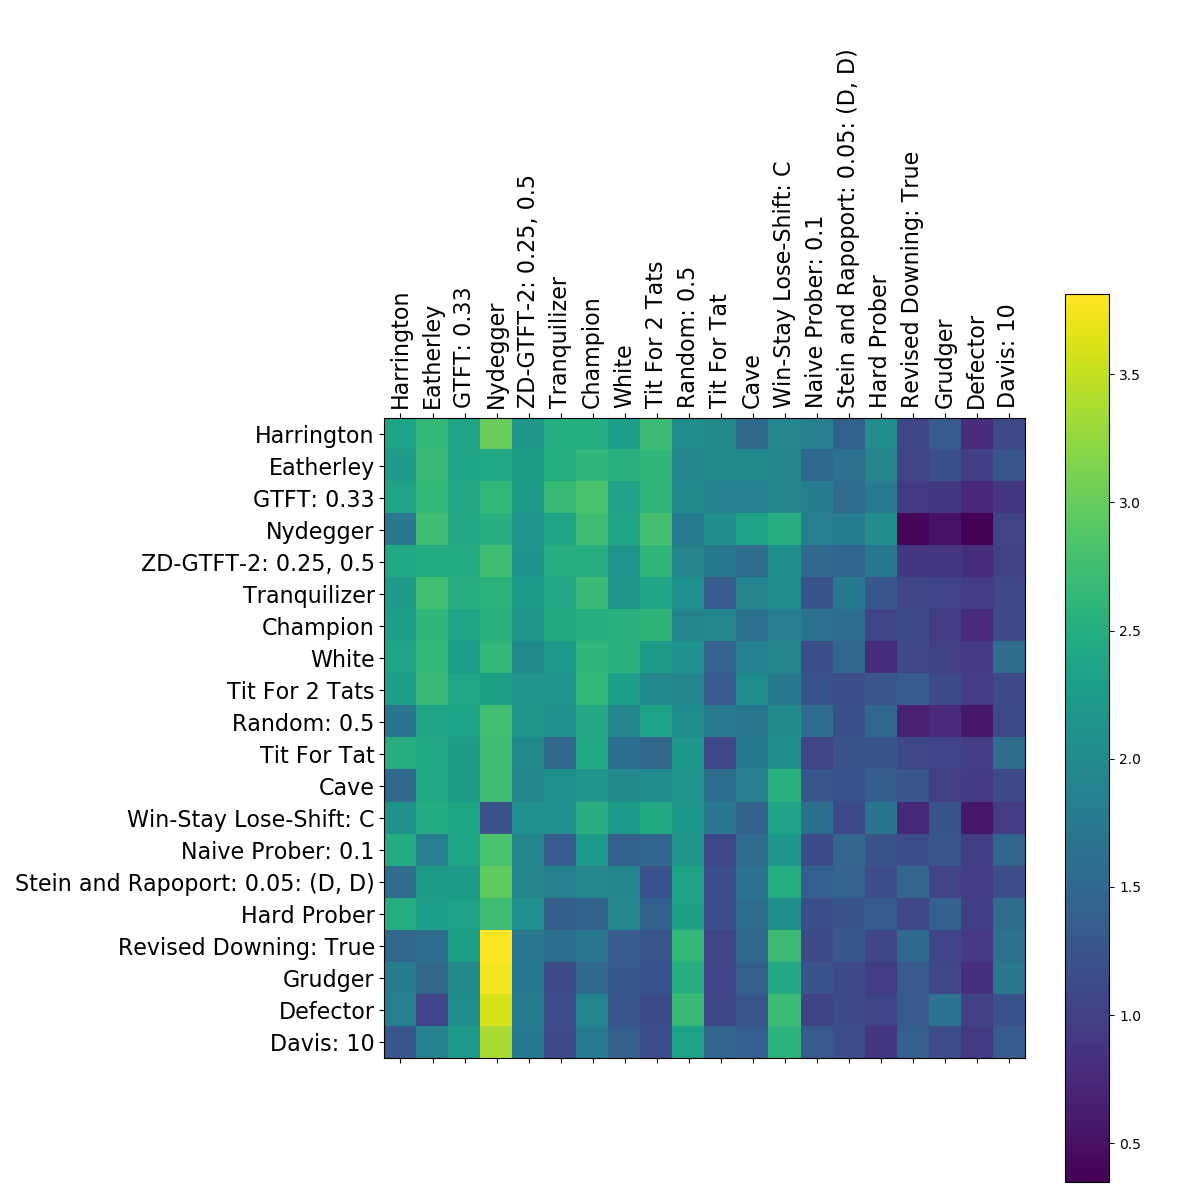 Harrington
Eatherley
GTFT: 0.33
Nydegger
ZD-GTFT-2: 0.25, 0.5
Tranquilizer
Champion
White
Tit For 2 Tats
Random: 0.5
Tit For Tat
Cave
Win-Stay Lose-Shift: C
Naive Prober: 0.1
Stein and Rapoport: 0.05: (D, D)
Hard Prober
Revised Downing: True
Grudger
Defector
Davis: 10
Harrington
Eatherley
GTFT: 0.33
Nydegger
ZD-GTFT-2: 0.25, 0.5
Tranquilizer
Champion
White
Tit For 2 Tats
Random: 0.5
Tit For Tat
Cave
Win-Stay Lose-Shift: C
Naive Prober: 0.1
Stein and Rapoport: 0.05: (D, D)
Hard Prober
Revised Downing: True
Grudger
Defector
Davis: 10
3.5
3.0
2.5
2.0
1.5
1.0
0.5